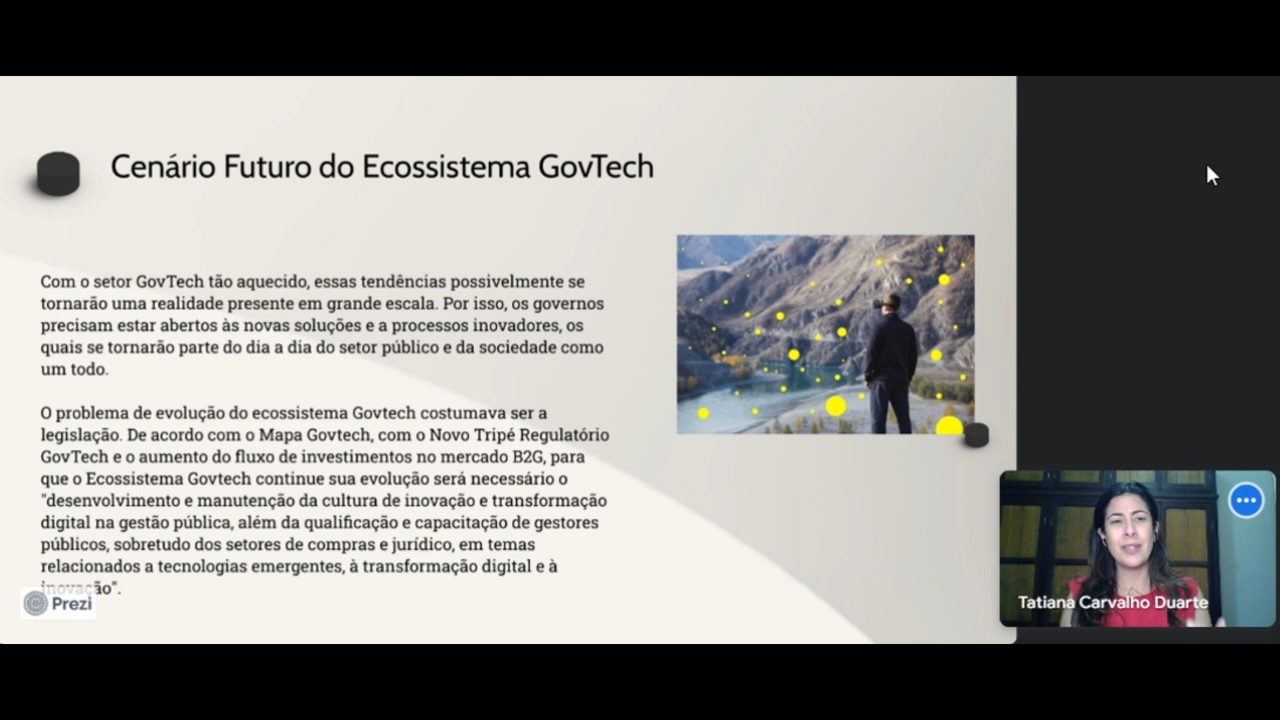 Cenário Futuro do Ecossistema GovTech
Com o setor GovTech tão aquecido, essas tendências possivelmente se
tornarão uma realidade presente em grande escala. Por isso, os governos
precisam estar abertos às novas soluções e a processos inovadores, os
quais se tornarão parte do dia a dia do setor público e da sociedade como
um todo.
O problema de evolução do ecossistema Govtech costumava ser a
legislação. De acordo com o Mapa Govtech, com o Novo Tripé Regulatório
GovTech e o aumento do fluxo de investimentos no mercado B2G, para
que o Ecossistema Govtech continue sua evolução será necessário o
"desenvolvimento e manutenção da cultura de inovação e transformação
digital na gestão pública, além da qualificação e capacitação de gestores
públicos, sobretudo dos setores de compras e jurídico, em temas
relacionados a tecnologias emergentes, à transformação digital e à
inovação".
Prezi
Tatiana Carvalho Duarte